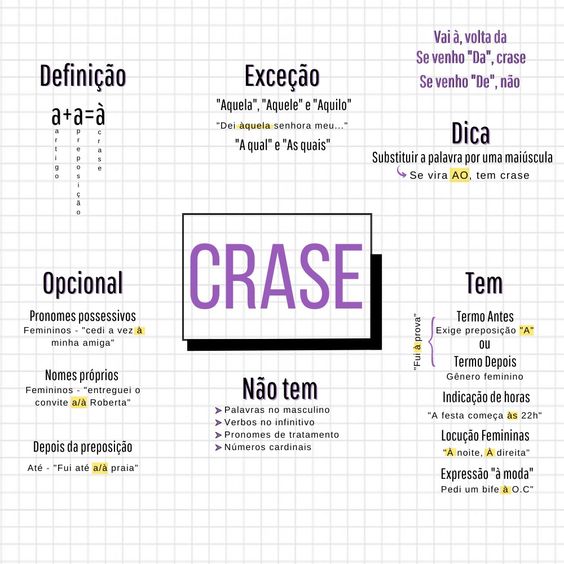 Vai à, volta da
Se venho "Da", crase
Se venho "De", não
Definição
a+a=à
artigo
preposição
crase
Exceção
"Aquela", "Aquele" e "Aquilo"
"Dei àquela senhora meu..."
"A qual" e "As quais"
Dica
Substituir a palavra por uma maiúscula
Se vira AO, tem crase
CRASE
Opcional
Pronomes possessivos
Femininos - "cedi a vez à
minha amiga"
Nomes próprios
Femininos - "entreguei o
convite a/à Roberta"
Depois da preposição
Até - "Fui até a/à praia"
Não tem
Palavras no masculino
Verbos no infinitivo
Pronomes de tratamento
Números cardinais
Tem
"Fui à prova"
Termo Antes
Exige preposição "A"
ou
Termo Depois
Gênero feminino
Indicação de horas
"A festa começa às 22h"
Locução Femininas
"À noite, À direita"
Expressão "à moda"
Pedi um bife à O.C"